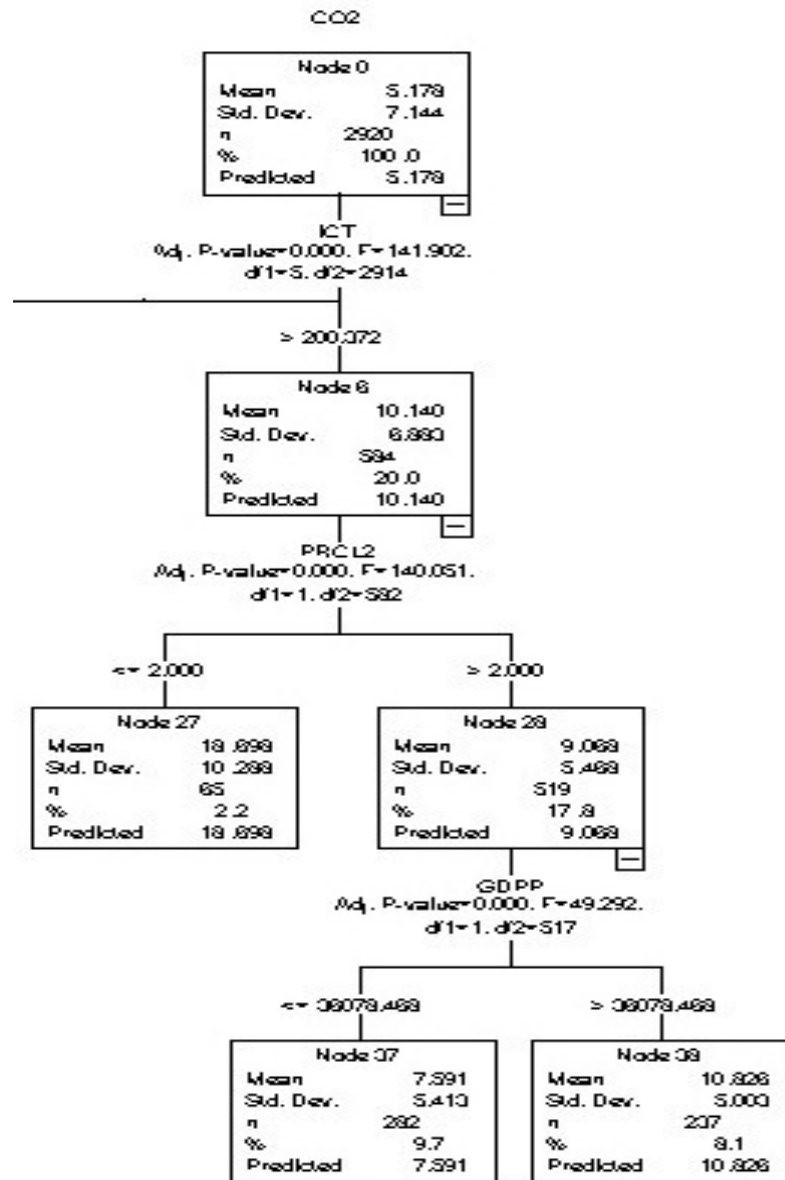 CO2
Node 0
Mean 5.178
Std. Dev. 7.144
n 2920
% 100.0
Predicted 5.178
ICT
Adj. P-value=0.000, F=141.902,
df1=5, df2=2914
> 200.372
Node 6
Mean 10.140
Std. Dev. 6.883
n 584
% 20.0
Predicted 10.140
PRCL2
Adj. P-value=0.000, F=140.051,
df1=1, df2=582
<= 2.000 > 2.000
Node 27 Node 28
Mean 18.698 Mean 9.068
Std. Dev. 10.288 Std. Dev. 5.468
n 65 n 519
% 2.2 % 17.8
Predicted 18.698 Predicted 9.068
GDPP
Adj. P-value=0.000, F=49.292,
df1=1, df2=517
<= 36078.468 > 36078.468
Node 37 Node 38
Mean 7.591 Mean 10.826
Std. Dev. 5.413 Std. Dev. 5.003
n 282 n 237
% 9.7 % 8.1
Predicted 7.591 Predicted 10.826